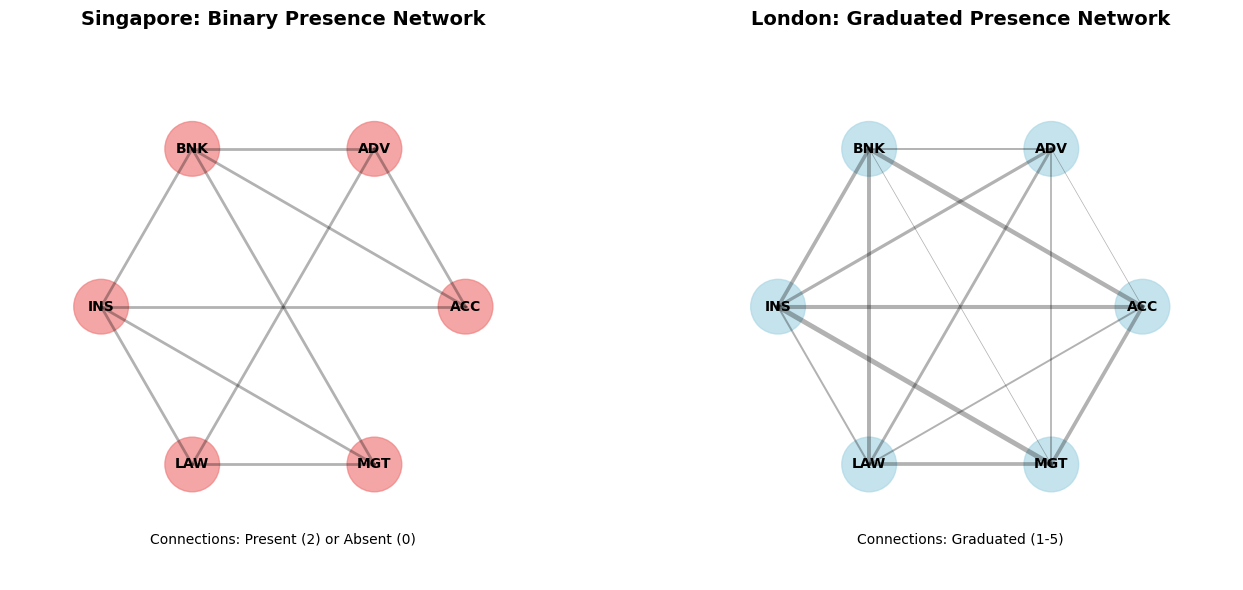 Singapore: Binary Presence Network
BNK
ADV
INS
ACC
LAW
MGT
Connections: Present (2) or Absent (0)
London: Graduated Presence Network
BNK
ADV
INS
ACC
LAW
MGT
Connections: Graduated (1-5)